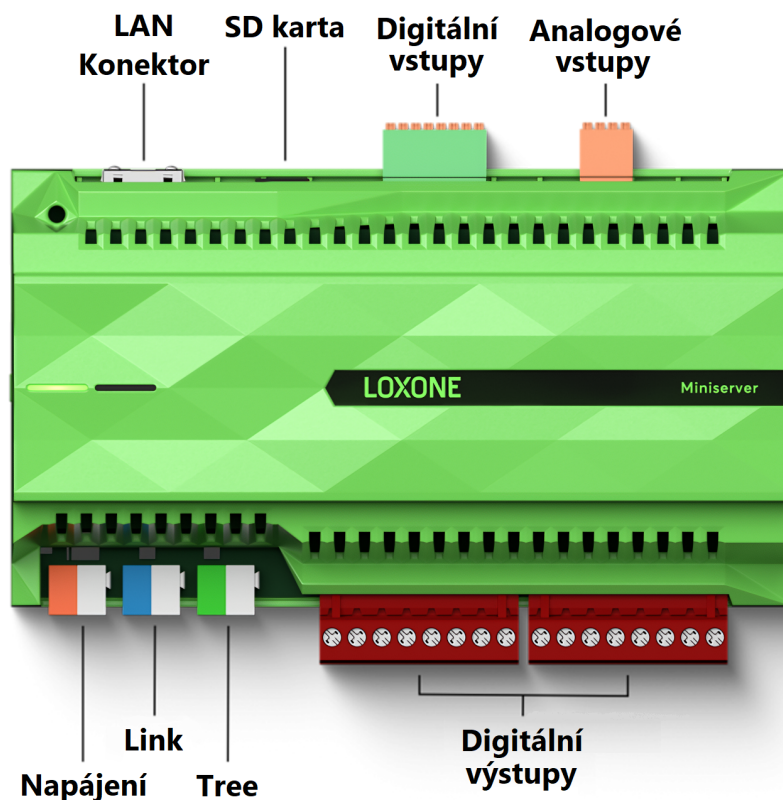 LAN
Konektor
SD karta
Digitální
vstupy
Analogové
vstupy
LOXONE
Miniserver
Napájení
Link
Tree
Digitální
výstupy